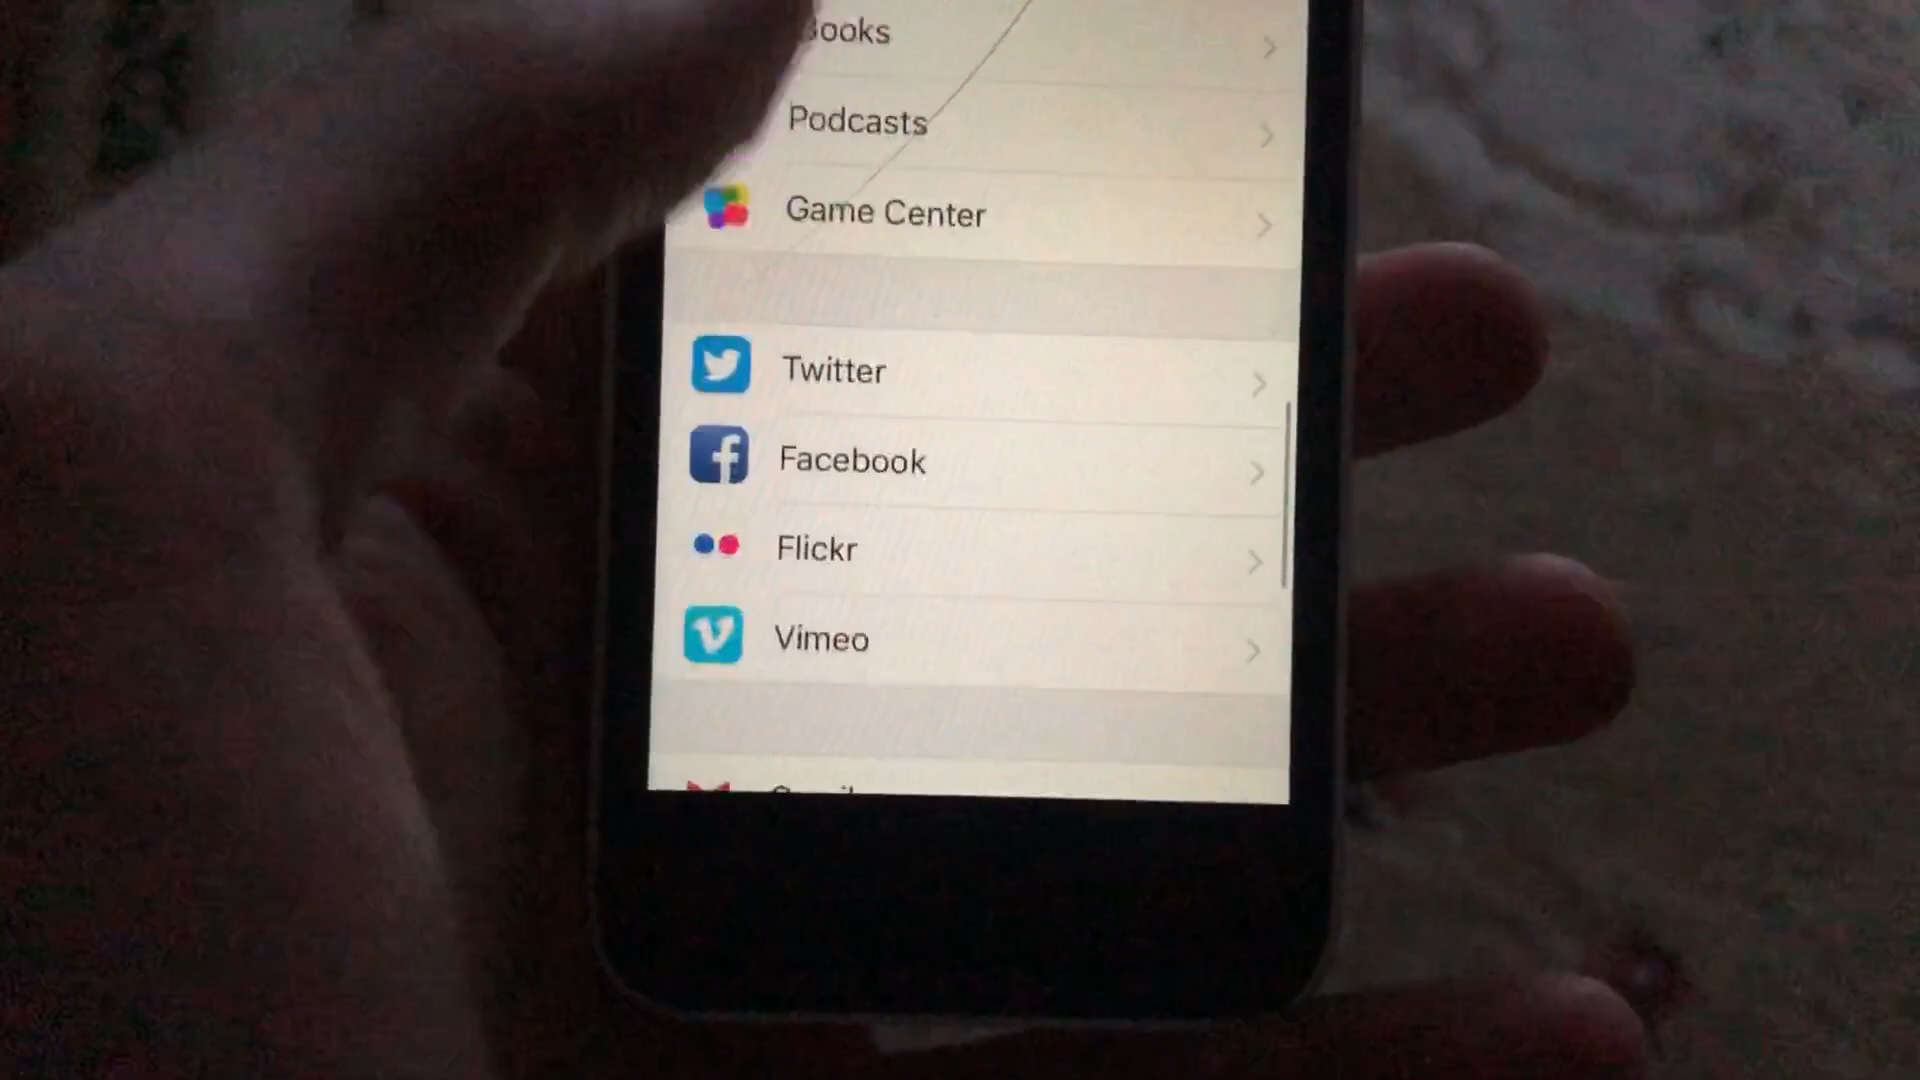 Books
Podcasts
Game Center
Twitter
Facebook
Flickr
Vimeo